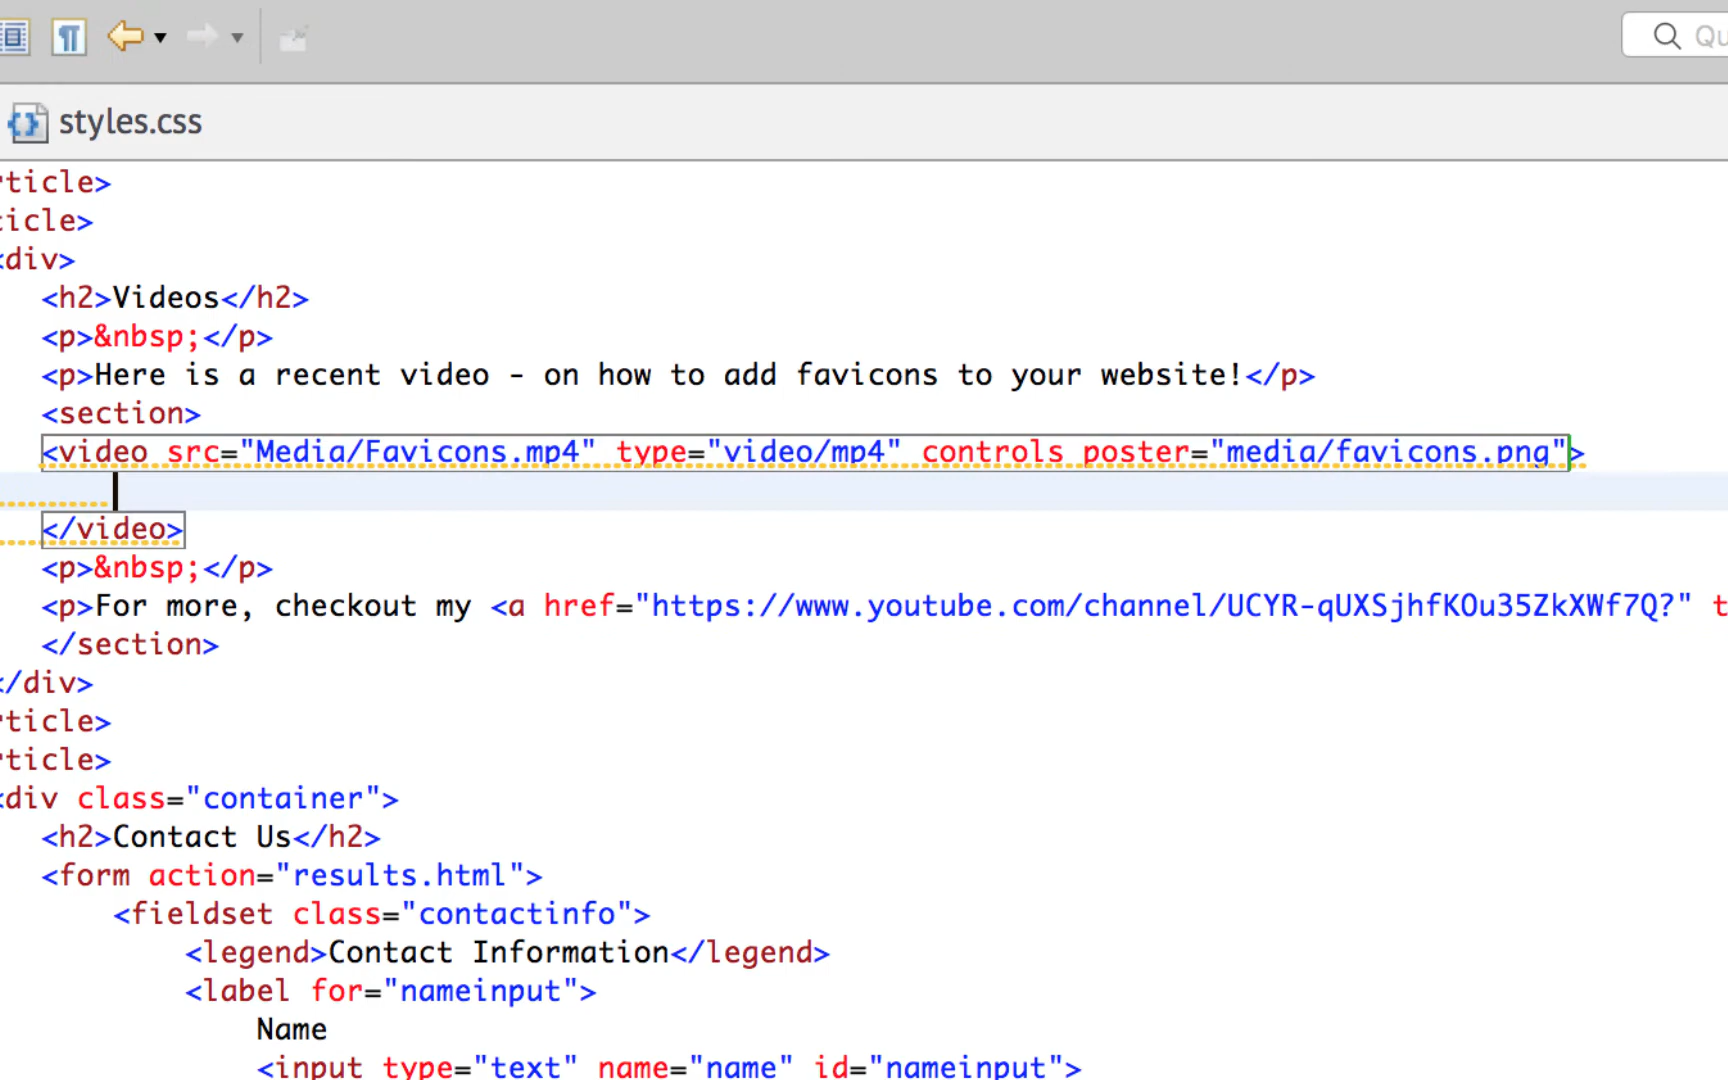 Qu
styles.css
rticle>
icle>
<div>
<h2>Videos</h2>
<p>&nbsp;</p>
<p>Here is a recent video - on how to add favicons to your website!</p>
<section>
<video src="Media/Favicons.mp4" type="video/mp4" controls poster="media/favicons.png">
</video>
<p>&nbsp;</p>
<p>For more, checkout my <a href="https://www.youtube.com/channel/UCYR-qUXSjhfKOu35ZkXWf7Q?" t
</section>
</div>
rticle>
rticle>
<div class="container">
<h2>Contact Us</h2>
<form action="results.html">
<fieldset class="contactinfo">
<legend>Contact Information</legend>
<label for="nameinput">
Name
<input type="text" name="name" id="nameinput">